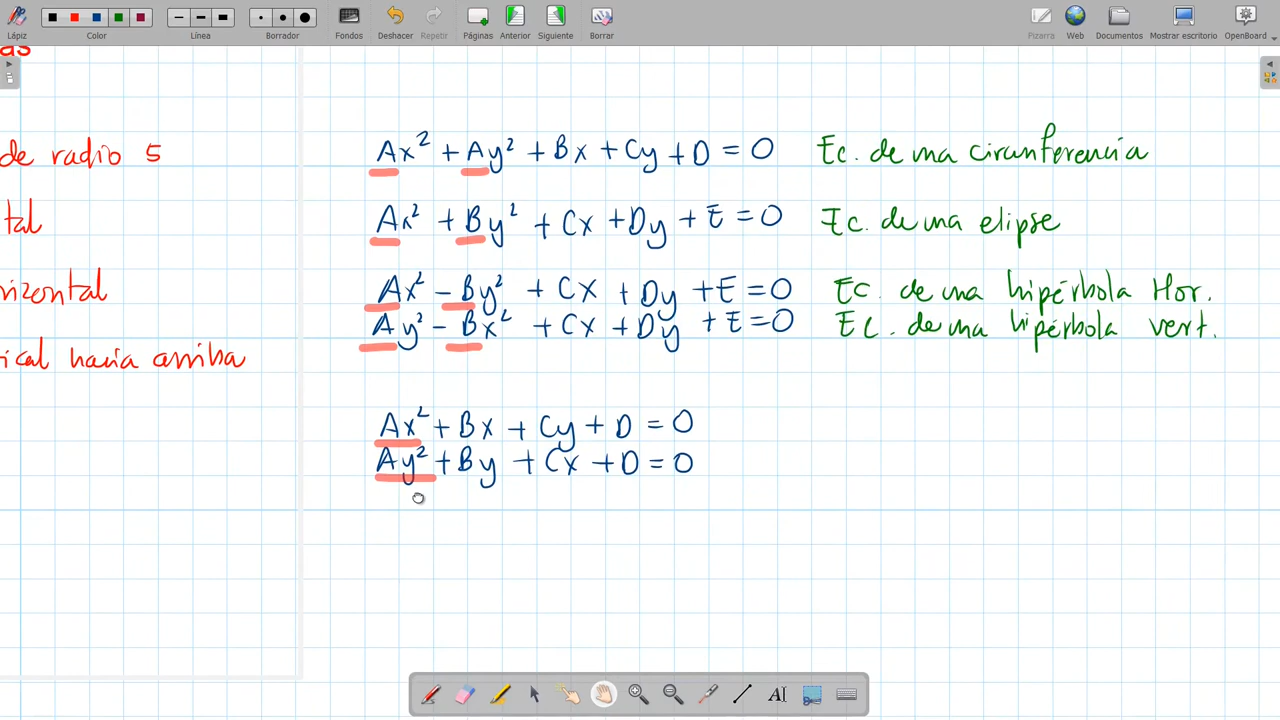 Lápiz Color Línea Borrador Fondos Deshacer Repetir Páginas Anterior Siguiente Borrar Pizarra Web Documentos Mostrar escritorio OpenBoard
as
de radio 5
Ax² + Ay² + Bx + Cy + D = 0 Ec. de una circunferencia
tal
Ax² + By² + Cx + Dy + E = 0 Ec. de una elipse
rizontal
Ax² - By² + Cx + Dy + E = 0 Ec. de una hipérbola Hor.
Ay² - Bx² + Cx + Dy + E = 0 Ec. de una hipérbola vert.
ical hacia arriba
Ax² + Bx + Cy + D = 0
Ay² + By + Cx + D = 0